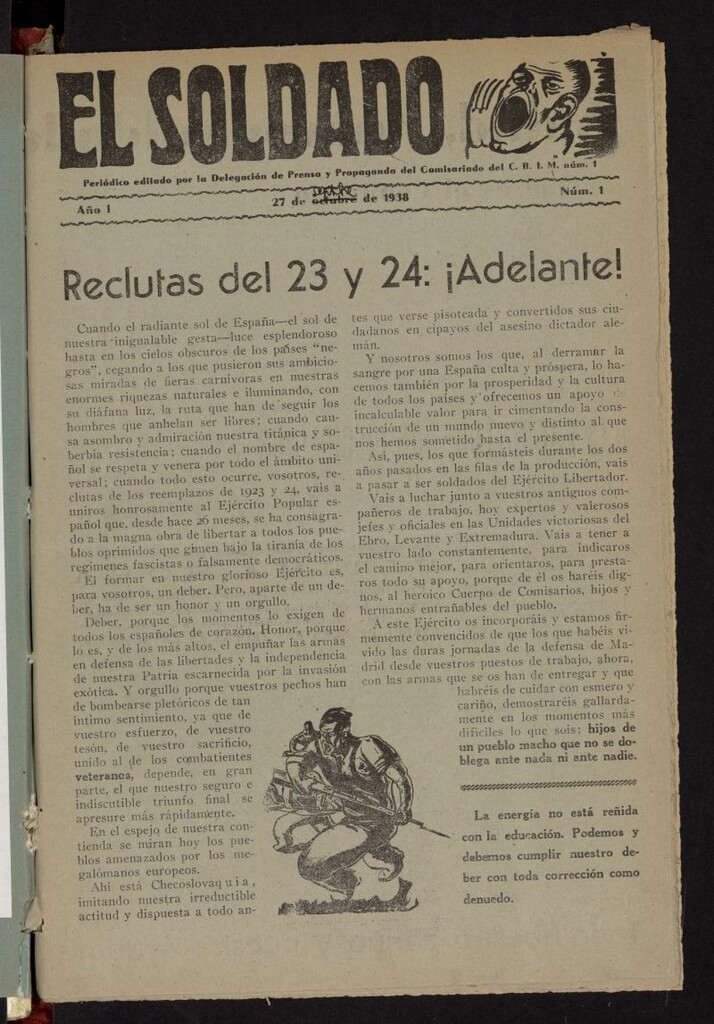 EL SOLDADO
Periódico editado por la Delegación de Prensa y Propaganda del Comisariado del C. R. I. M. núm. 1
Año I
27 de octubre de 1938
Núm. 1
Reclutas del 23 y 24: ¡Adelante!
Cuando el radiante sol de España—el sol de
nuestra inigualable gesta—luce esplendoroso
hasta en los cielos obscuros de los países "ne-
gros", cegando a los que pusieron sus ambicio-
sas miradas de fieras carnivoras en nuestras
enormes riquezas naturales e iluminando, con
su diáfana luz, la ruta que han de seguir los
hombres que anhelan ser libres; cuando cau-
sa asombro y admiración nuestra titánica y so-
berbia resistencia; cuando el nombre de espa-
ñol se respeta y venera por todo el ámbito uni-
versal; cuando todo esto ocurre, vosotros, re-
clutas de los reemplazos de 1923 y 24, vais a
uniros honrosamente al Ejército Popular es-
pañol que, desde hace 26 meses, se ha consagra-
do a la magna obra de libertar a todos los pue-
blos oprimidos que gimen bajo la tiranía de los
regímenes fascistas o falsamente democráticos.
El formar en nuestro glorioso Ejército es,
para vosotros, un deber. Pero, aparte de un de-
ber, ha de ser un honor y un orgullo.
Deber, porque los momentos lo exigen de
todos los españoles de corazón. Honor, porque
lo es, y de los más altos, el empuñar las armas
en defensa de las libertades y la independencia
de nuestra Patria escarnecida por la invasión
exótica. Y orgullo porque vuestros pechos han
de bombearse pletóricos de tan
íntimo sentimiento, ya que de
vuestro esfuerzo, de vuestro
tesón, de vuestro sacrificio,
unido al de los combatientes
veteranos, depende, en gran
parte, el que nuestro seguro e
indiscutible triunfo final se
apresure más rápidamente.
En el espejo de nuestra con-
tienda se miran hoy los pue-
blos amenazados por los me-
galómanos europeos.
Ahí está Checoslovaquia,
imitando nuestra irreductible
actitud y dispuesta a todo an-
tes que verse pisoteada y convertidos sus ciu-
dadanos en cipayos del asesino dictador ale-
mán.
Y nosotros somos los que, al derramar la
sangre por una España culta y próspera, lo ha-
cemos también por la prosperidad y la cultura
de todos los países y ofrecemos un apoyo de
incalculable valor para ir cimentando la cons-
trucción de un mundo nuevo y distinto al que
nos hemos sometido hasta el presente.
Así, pues, los que formásteis durante los dos
años pasados en las filas de la producción, vais
a pasar a ser soldados del Ejército Libertador.
Vais a luchar junto a vuestros antiguos com-
pañeros de trabajo, hoy expertos y valerosos
jefes y oficiales en las Unidades victoriosas del
Ebro, Levante y Extremadura. Vais a tener a
vuestro lado constantemente, para indicaros
el camino mejor, para orientaros, para presta-
ros todo su apoyo, porque de él os haréis dig-
nos, al heroico Cuerpo de Comisarios, hijos y
hermanos entrañables del pueblo.
A este Ejército os incorporáis y estamos fir-
memente convencidos de que los que habéis vi-
vido las duras jornadas de la defensa de Ma-
drid desde vuestros puestos de trabajo, ahora,
con las armas que se os han de entregar y que
habréis de cuidar con esmero y
cariño, demostraréis gallarda-
mente en los momentos más
difíciles lo que sois: hijos de
un pueblo macho que no se do-
blega ante nada ni ante nadie.
La energía no está reñida
con la educación. Podemos y
debemos cumplir nuestro de-
ber con toda corrección como
denuedo.